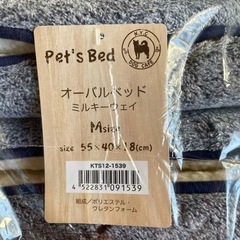 Pet's Bed
N.Y.C
DOG CAFE
オーバルベッド
ミルキーウェイ
Msize
size 55×40×18(cm)
KTS12-1539
4 522831 091539
組成/ポリエステル・
ウレタンフォーム